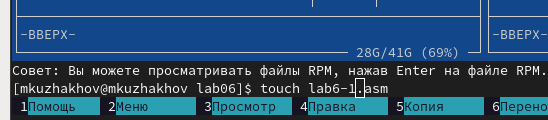 -ВВЕРХ-
-ВВЕРХ-
28G/41G (69%)
Совет: Вы можете просматривать файлы RPM, нажав Enter на файле RPM.
[mkuzhakhov@mkuzhakhov lab06]$ touch lab6-1.asm
1Помощь 2Меню 3Просмотр 4Правка 5Копия 6Перено